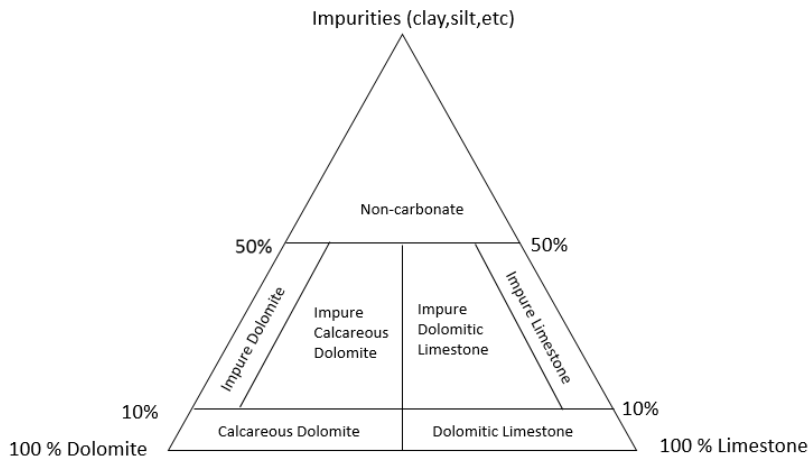 Impurities (clay,silt,etc)
Non-carbonate
50%
50%
Impure Dolomite
Impure
Calcareous
Dolomite
Impure
Dolomitic
Limestone
Impure Limestone
10%
10%
Calcareous Dolomite
Dolomitic Limestone
100 % Dolomite
100 % Limestone